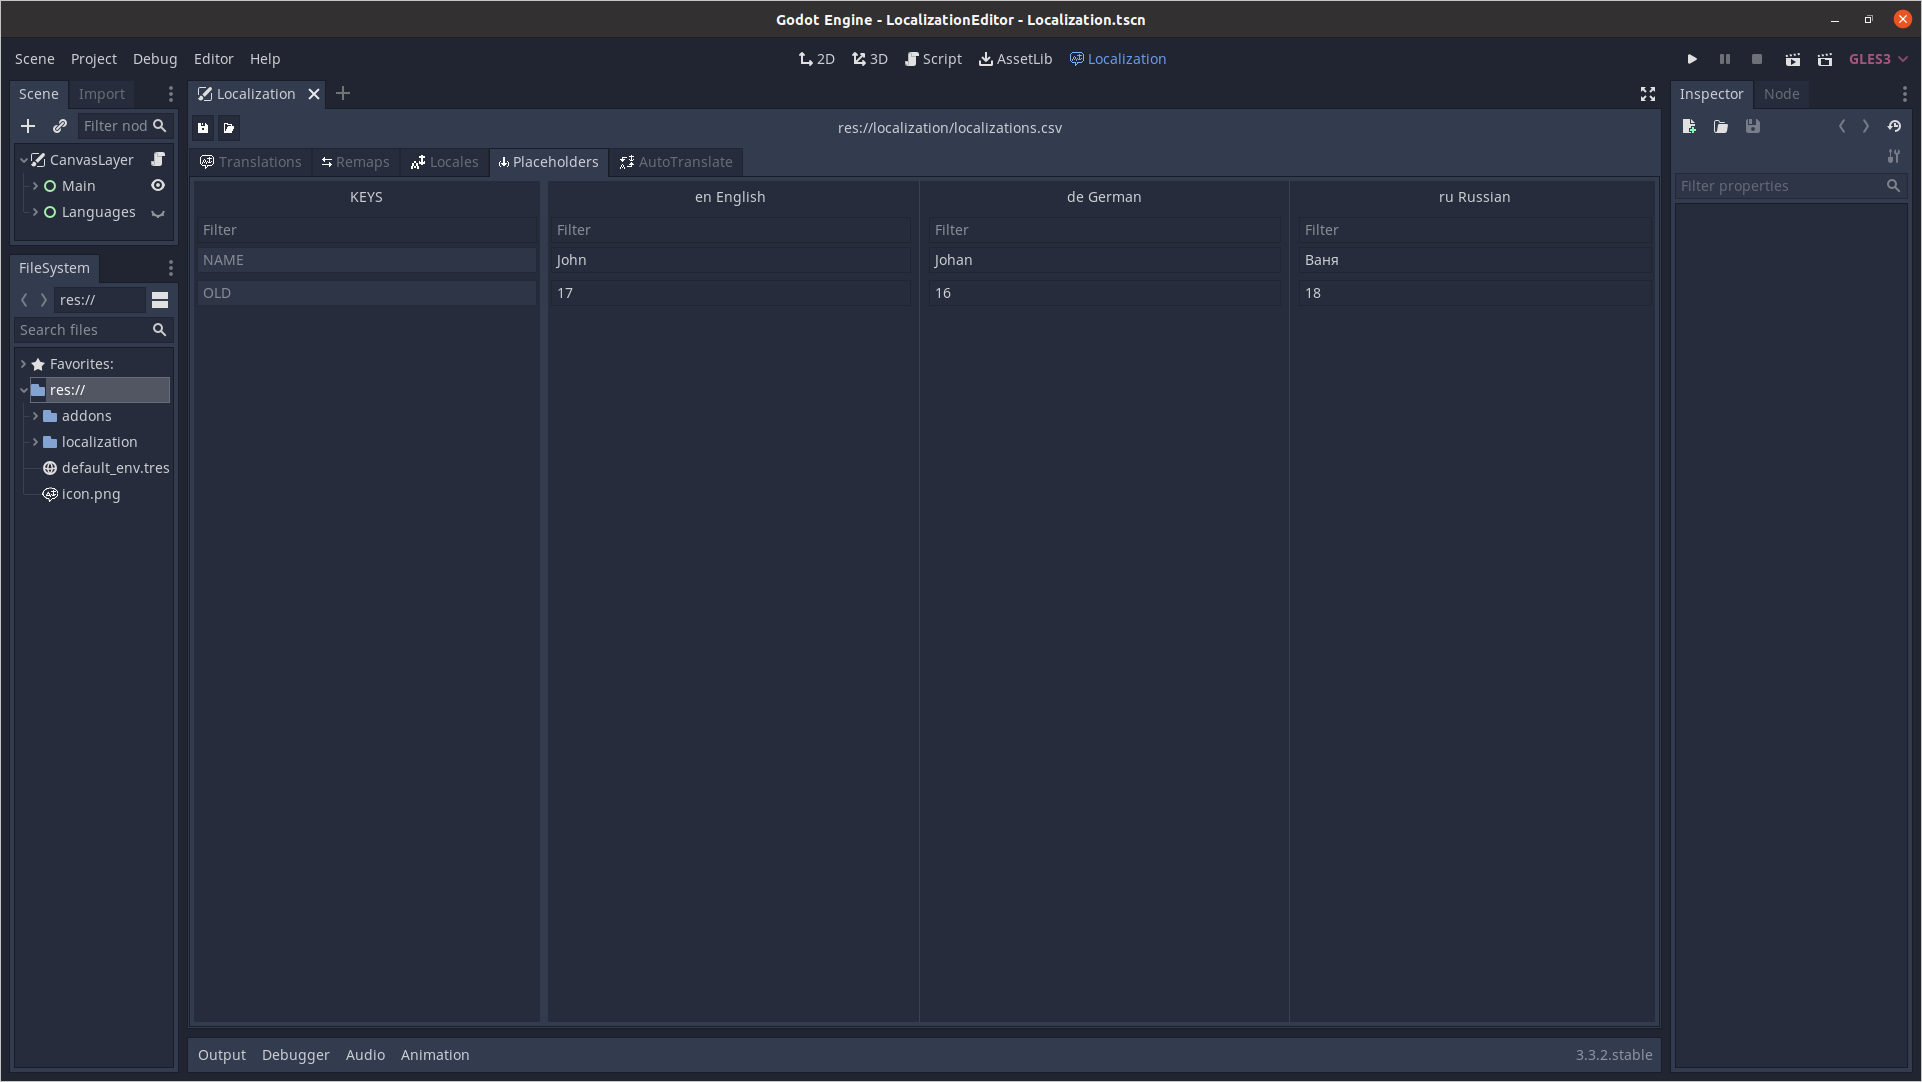 Godot Engine - LocalizationEditor - Localization.tscn
Scene Project Debug Editor Help
2D 3D Script AssetLib Localization
GLES3
Scene Import
Filter nod
CanvasLayer
Main
Languages
FileSystem
res://
Search files
Favorites:
res://
addons
localization
default_env.tres
icon.png
Localization
res://localization/localizations.csv
Translations Remaps Locales Placeholders AutoTranslate
KEYS en English de German ru Russian
Filter Filter Filter Filter
NAME John Johan Ваня
OLD 17 16 18
Output Debugger Audio Animation
3.3.2.stable
Inspector Node
Filter properties